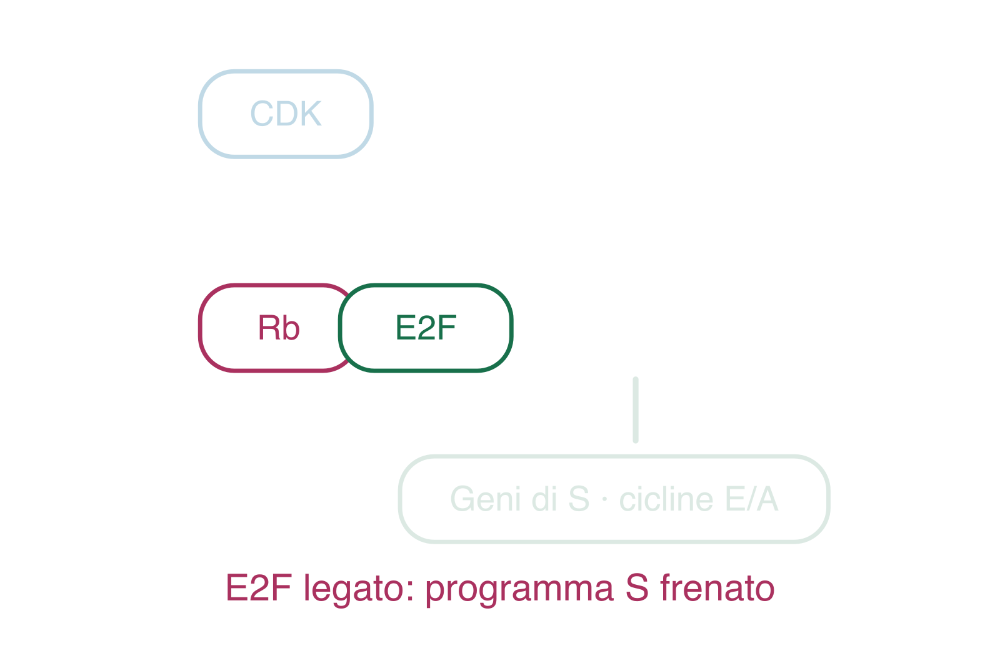 CDK
Rb E2F
Geni di S · cicline E/A
E2F legato: programma S frenato